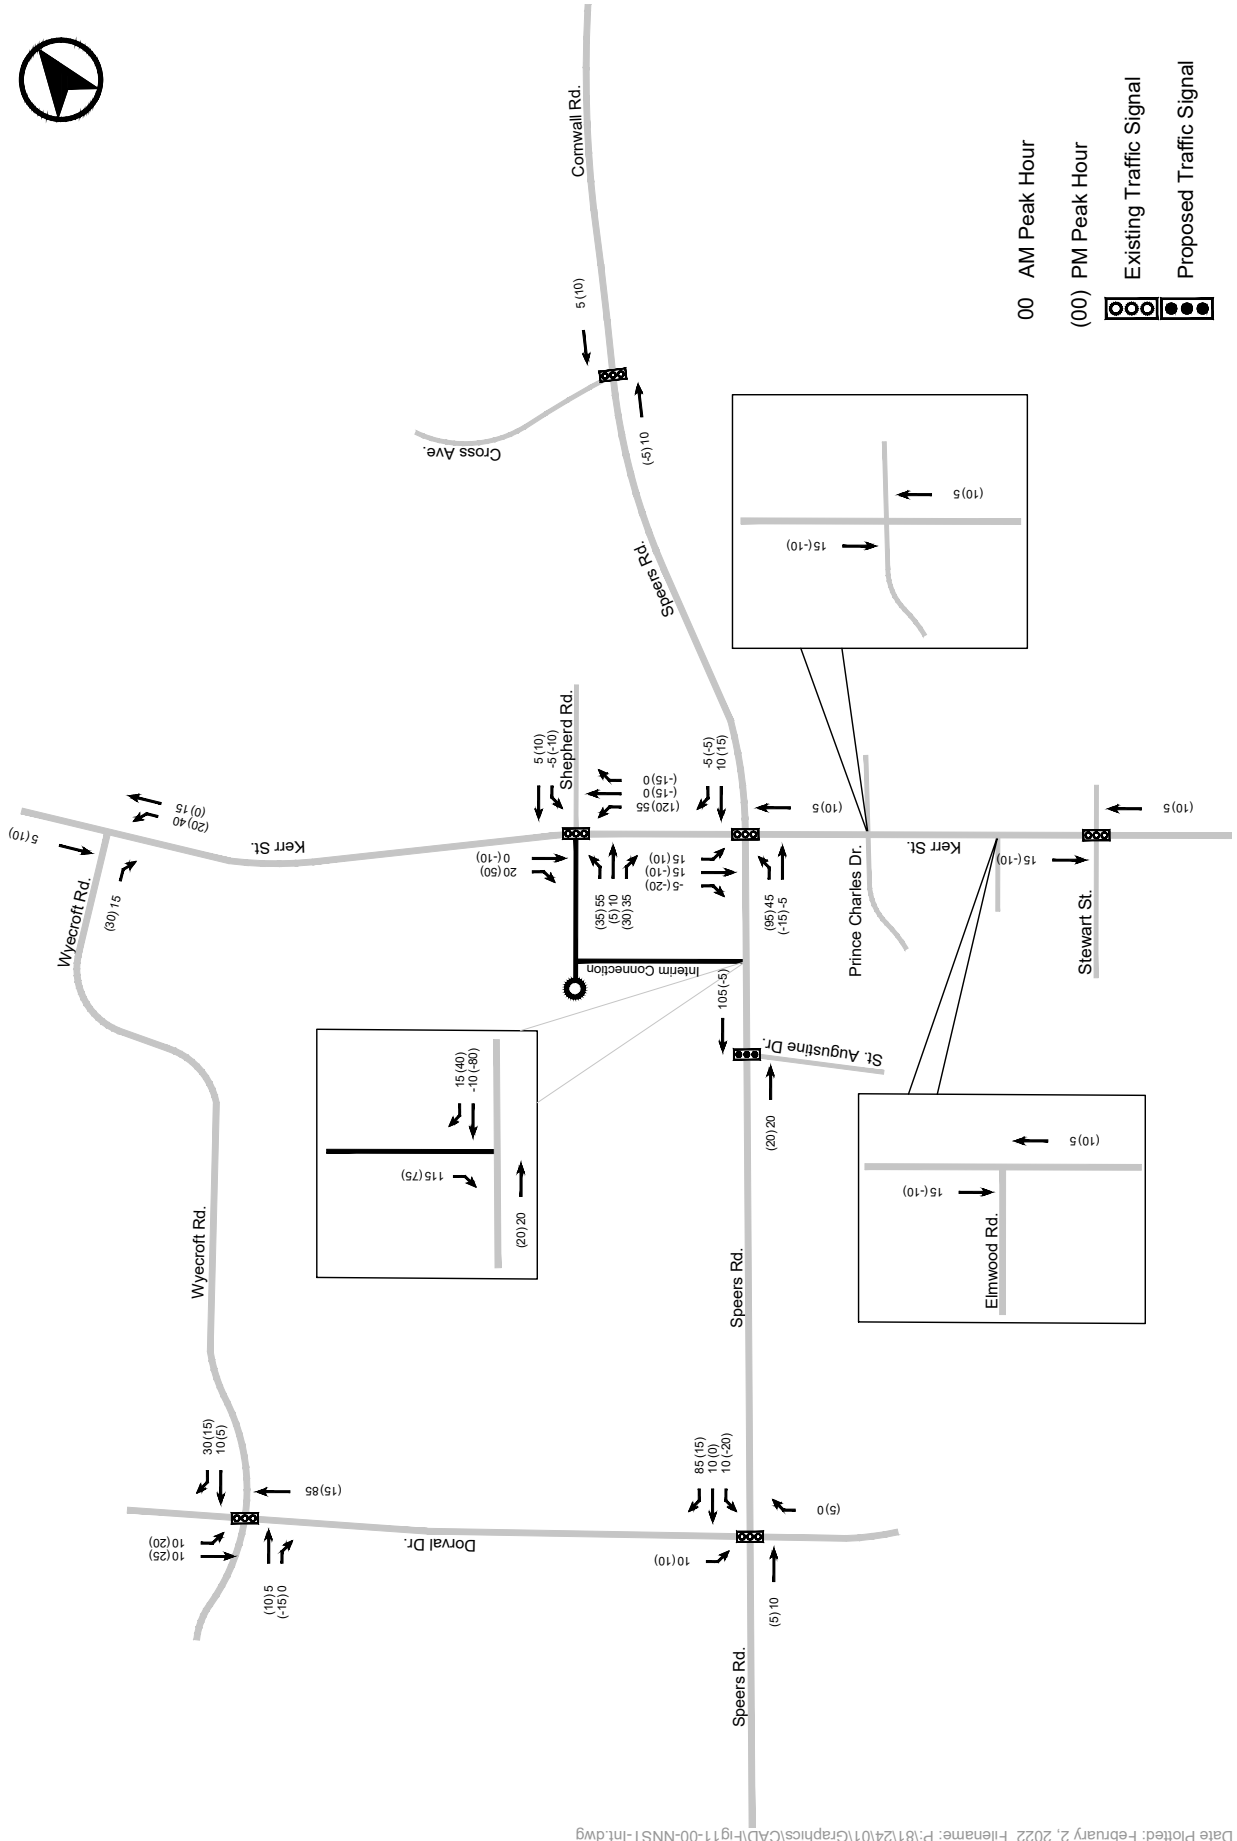 Cornwall Rd.
5 (10)
Cross Ave.
(-5) 10
Speers Rd.
00 AM Peak Hour
(00) PM Peak Hour
Existing Traffic Signal
Proposed Traffic Signal
(10) 5
15 (-10)
Shepherd Rd.
5 (10)
-5 (-10)
(-15) 0
(-15) 0
(120) 55
-5 (-5)
10 (15)
(10) 5
(10) 5
(0) 15
(20) 40
5 (10)
Kerr St.
Wyecroft Rd.
(30) 15
0 (-10)
20 (50)
(35) 55
(5) 10
(30) 35
15 (10)
15 (-10)
-5 (-20)
(95) 45
(-15) -5
Prince Charles Dr.
Kerr St.
15 (-10)
Stewart St.
Interim Connection
105 (-5)
St. Augustine Dr.
(20) 20
15 (40)
-10 (-80)
115 (75)
(20) 20
(10) 5
15 (-10)
Elmwood Rd.
Wyecroft Rd.
Speers Rd.
30 (15)
10 (5)
(15) 85
10 (20)
10 (25)
(10) 5
(-15) 0
Dorval Dr.
85 (15)
10 (0)
10 (-20)
(5) 0
10 (10)
(5) 10
Speers Rd.
Date Plotted: February 2, 2022 Filename: P:\81\24\01\Graphics\CAD\Fig11-00-NNST-Int.dwg